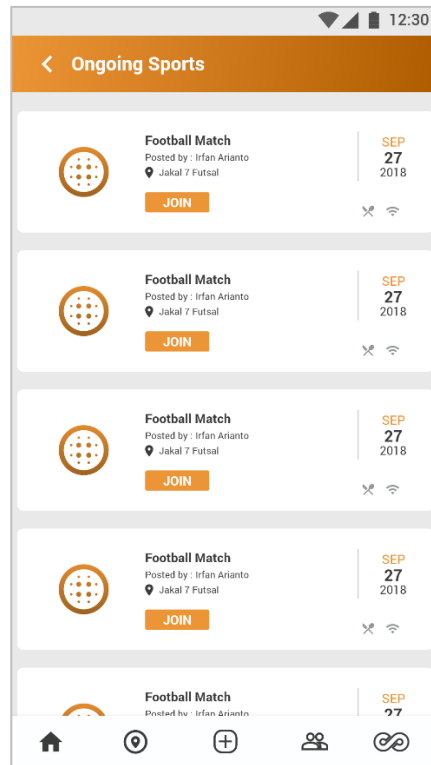 12:30
Ongoing Sports
Football Match
Posted by : Irfan Arianto
Jakal 7 Futsal
JOIN
SEP
27
2018
Football Match
Posted by : Irfan Arianto
Jakal 7 Futsal
JOIN
SEP
27
2018
Football Match
Posted by : Irfan Arianto
Jakal 7 Futsal
JOIN
SEP
27
2018
Football Match
Posted by : Irfan Arianto
Jakal 7 Futsal
JOIN
SEP
27
2018
Football Match
Posted by : Irfan Arianto
SEP
27